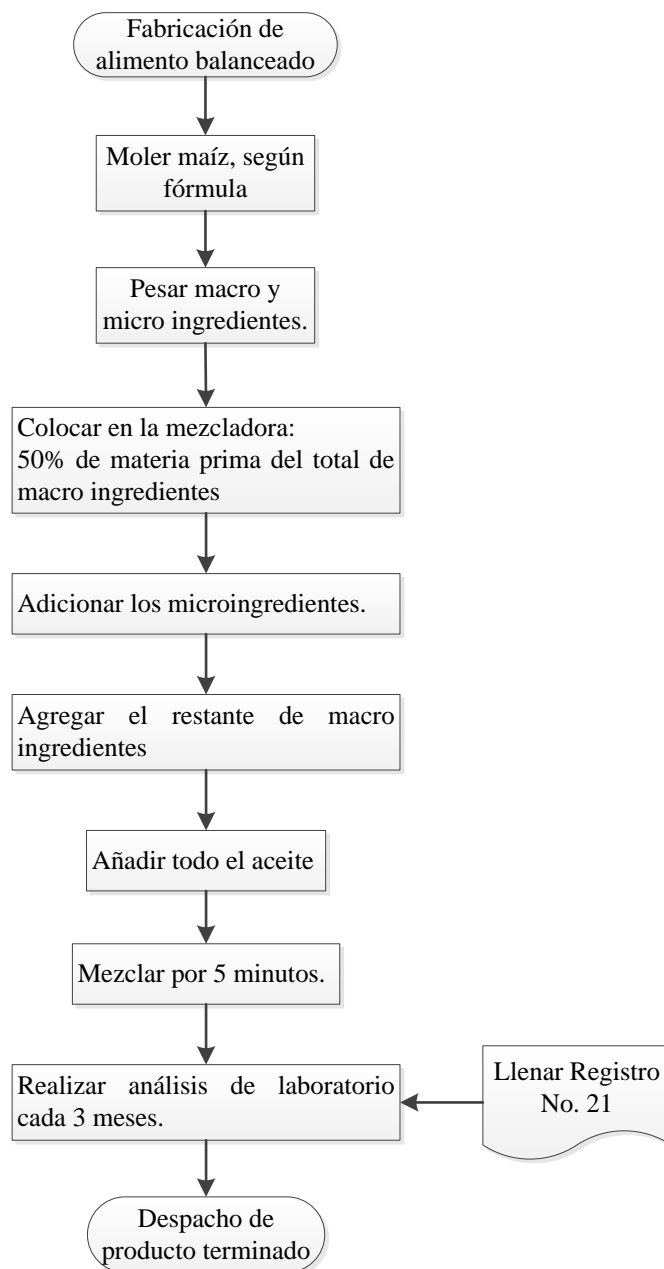 Fabricación de
alimento balanceado
Moler maíz, según
fórmula
Pesar macro y
micro ingredientes.
Colocar en la mezcladora:
50% de materia prima del total de
macro ingredientes
Adicionar los microingredientes.
Agregar el restante de macro
ingredientes
Añadir todo el aceite
Mezclar por 5 minutos.
Realizar análisis de laboratorio
cada 3 meses.
Llenar Registro
No. 21
Despacho de
producto terminado